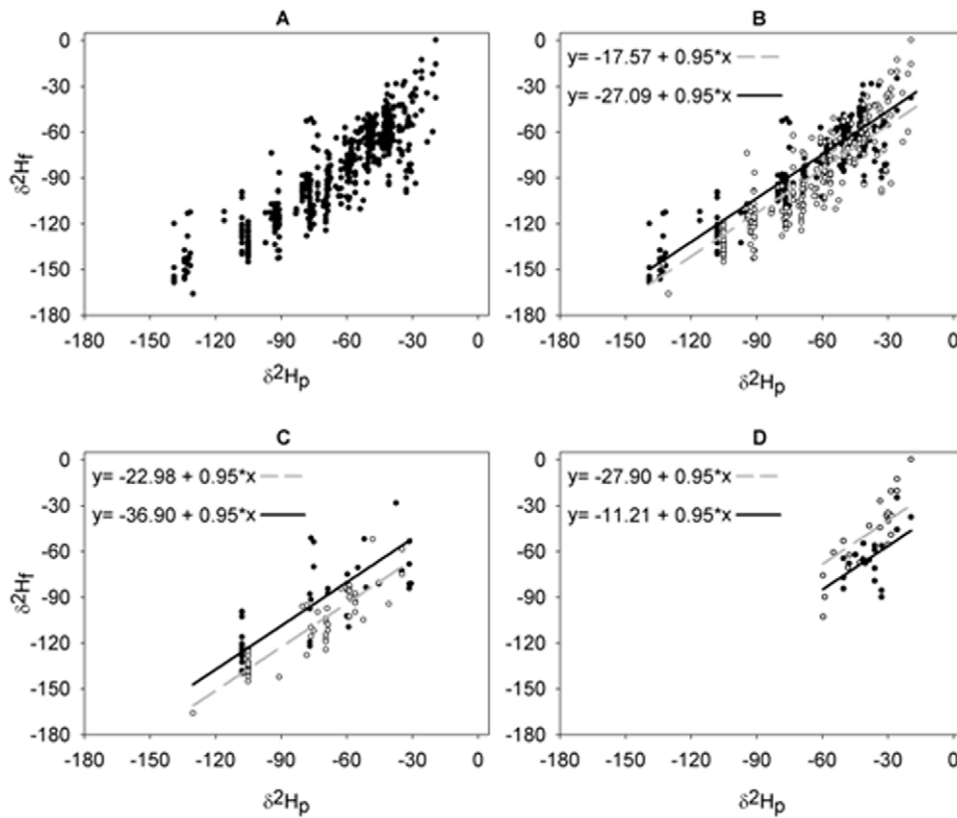 A
B
0
-30
-60
-90
-120
-150
-180
δ²Hf
-180 -150 -120 -90 -60 -30 0
δ²Hp
y= -17.57 + 0.95*x
y= -27.09 + 0.95*x
0
-30
-60
-90
-120
-150
-180
-180 -150 -120 -90 -60 -30 0
δ²Hp
C
D
y= -22.98 + 0.95*x
y= -36.90 + 0.95*x
0
-30
-60
-90
-120
-150
-180
δ²Hf
-180 -150 -120 -90 -60 -30 0
δ²Hp
y= -27.90 + 0.95*x
y= -11.21 + 0.95*x
0
-30
-60
-90
-120
-150
-180
-180 -150 -120 -90 -60 -30 0
δ²Hp